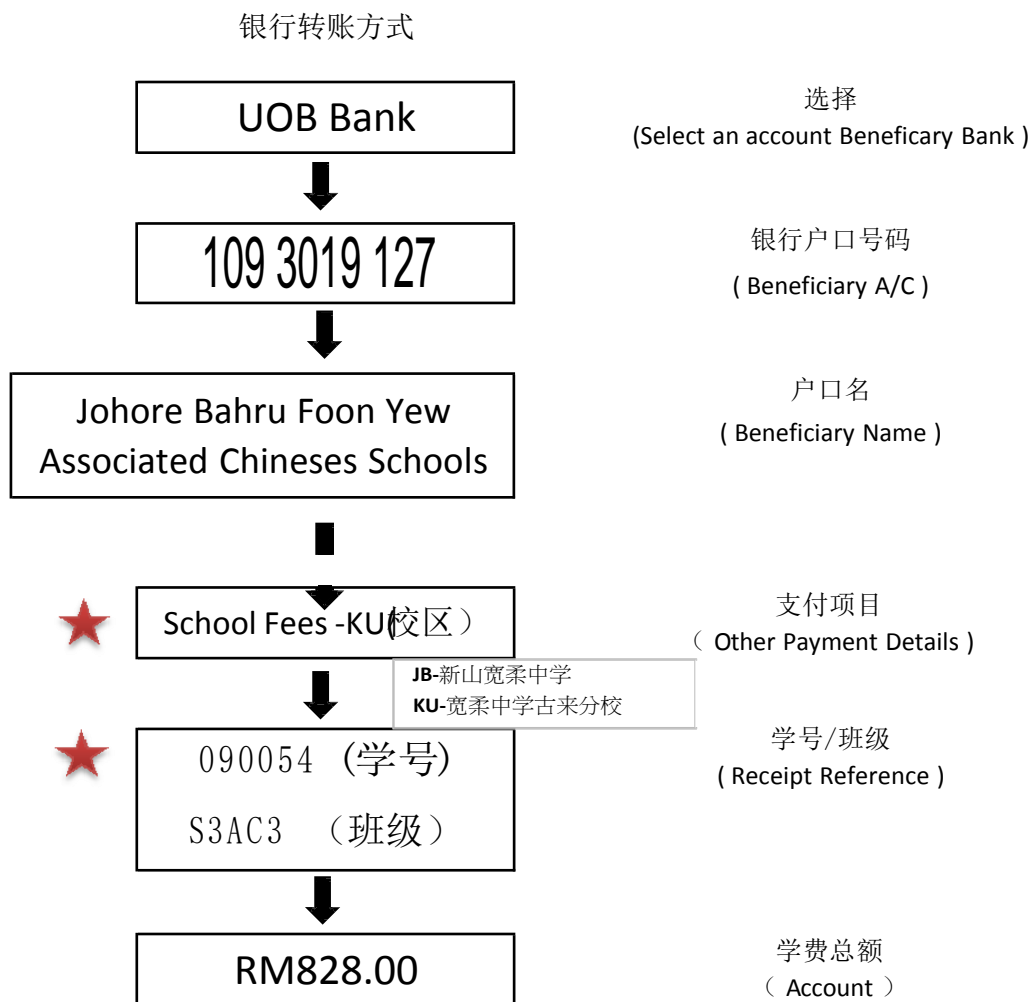 银行转账方式
UOB Bank
选择
(Select an account Beneficary Bank )
109 3019 127
银行户口号码
( Beneficiary A/C )
Johore Bahru Foon Yew
Associated Chineses Schools
户口名
( Beneficiary Name )
School Fees -KU(校区）
支付项目
（ Other Payment Details )
JB-新山宽柔中学
KU-宽柔中学古来分校
090054 (学号)
S3AC3 （班级）
学号/班级
( Receipt Reference )
RM828.00
学费总额
（ Account ）